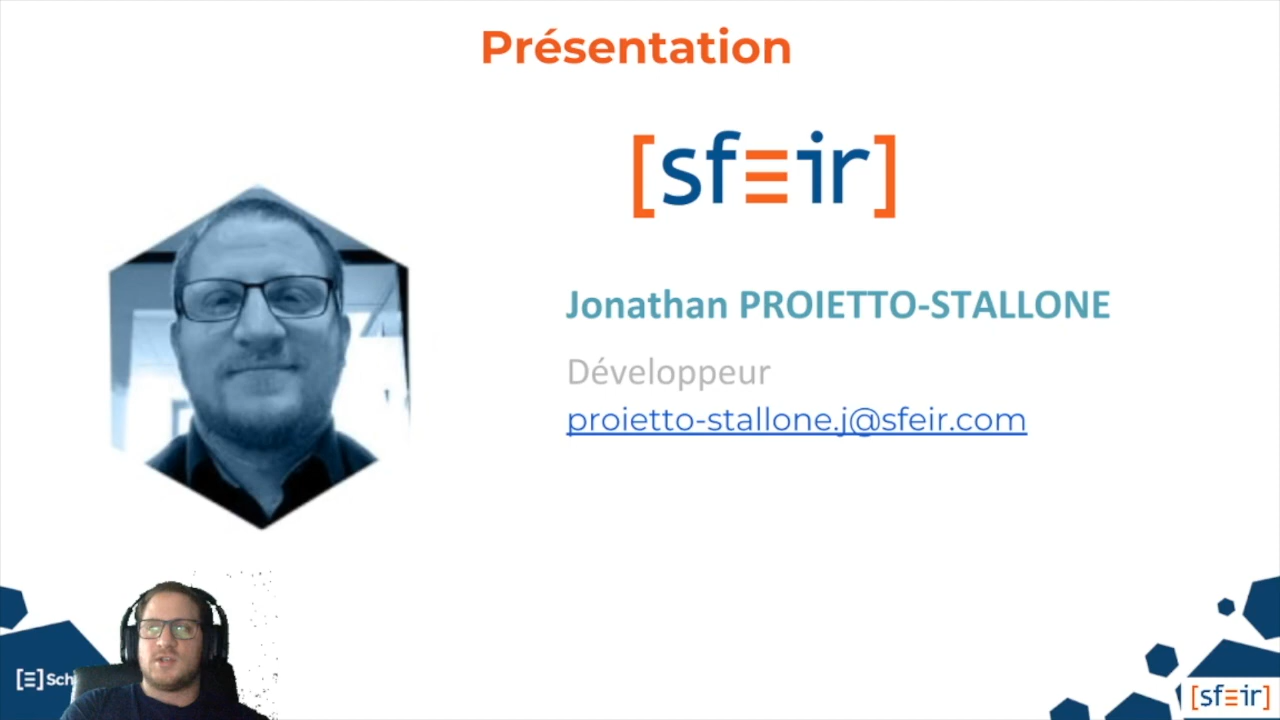 Présentation
[sfeir]
Jonathan PROIETTO-STALLONE
Développeur
proietto-stallone.j@sfeir.com
[sfeir]